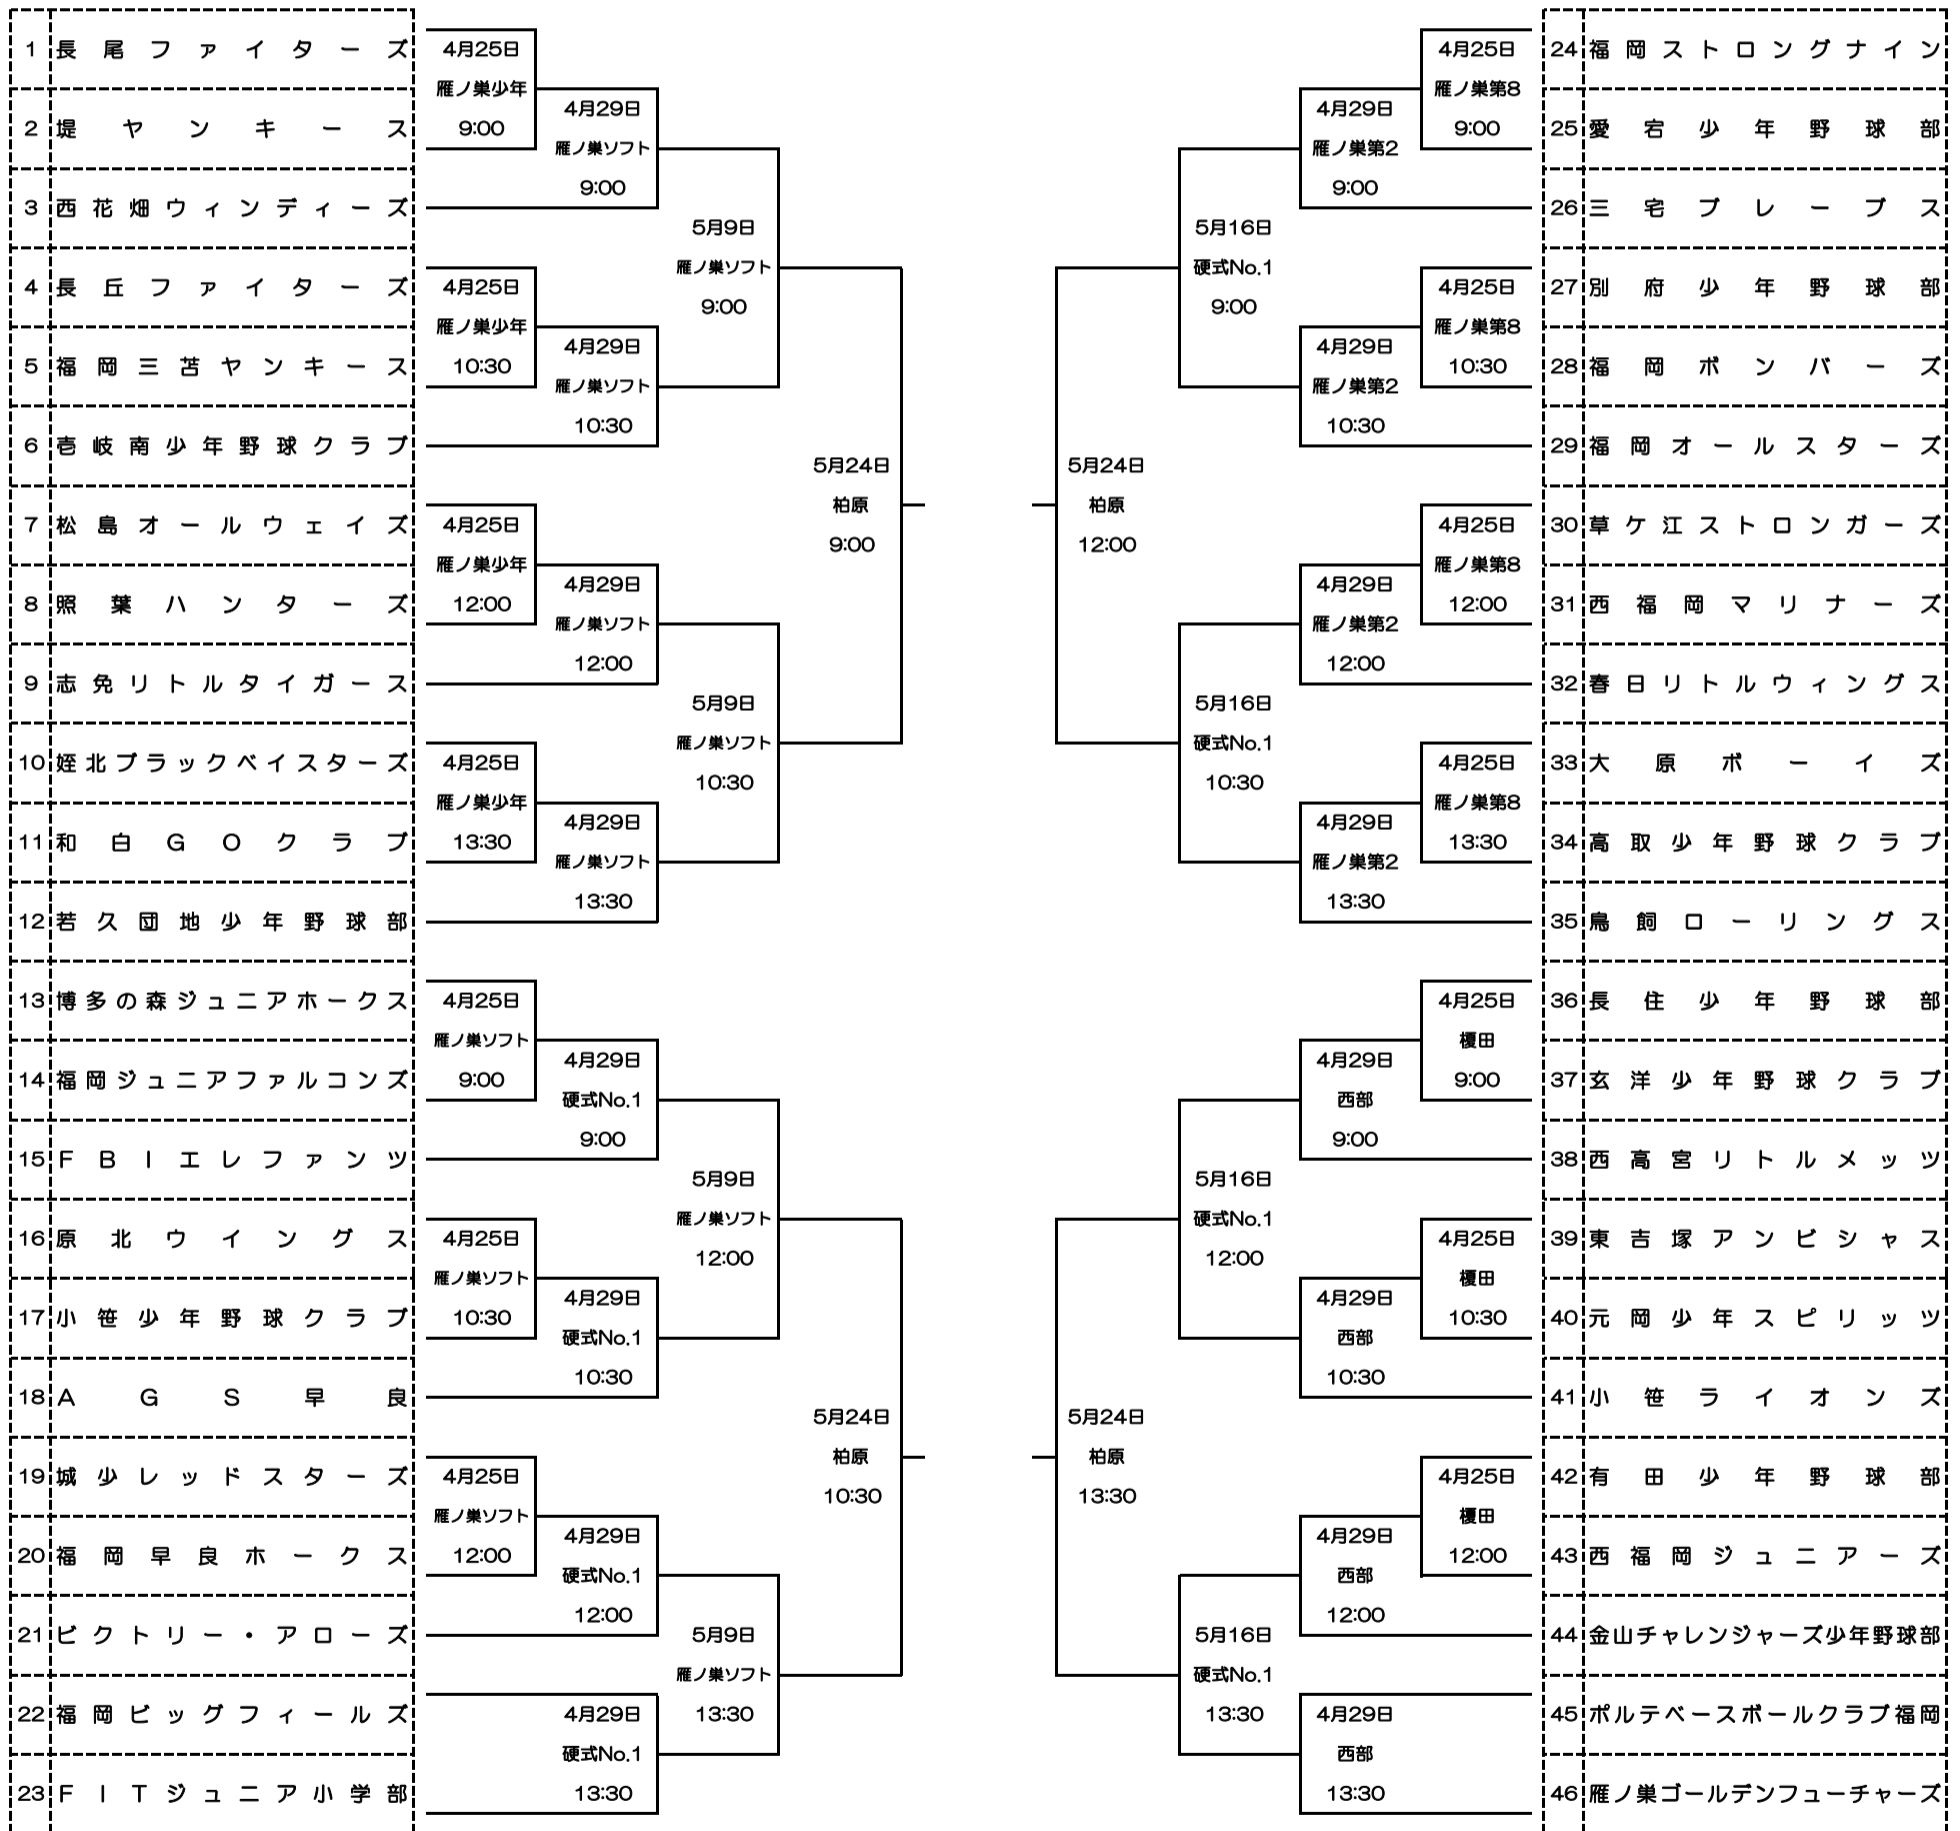 1 長尾ファイターズ
2 堤ヤンキース
3 西花畑ウィンディーズ
4 長丘ファイターズ
5 福岡三苫ヤンキース
6 壱岐南少年野球クラブ
7 松島オールウェイズ
8 照葉ハンターズ
9 志免リトルタイガース
10 姪北ブラックベイスターズ
11 和白GOクラブ
12 若久団地少年野球部
13 博多の森ジュニアホークス
14 福岡ジュニアファルコンズ
15 FBIエレファンツ
16 原北ウイングス
17 小笹少年野球クラブ
18 AGS早良
19 城少レッドスターズ
20 福岡早良ホークス
21 ビクトリー・アローズ
22 福岡ビッグフィールズ
23 FITジュニア小学部
4月25日
雁ノ巣少年
9:00
4月25日
雁ノ巣少年
10:30
4月25日
雁ノ巣少年
12:00
4月25日
雁ノ巣少年
13:30
4月25日
雁ノ巣ソフト
9:00
4月25日
雁ノ巣ソフト
10:30
4月25日
雁ノ巣ソフト
12:00
4月29日
雁ノ巣ソフト
9:00
4月29日
雁ノ巣ソフト
10:30
4月29日
雁ノ巣ソフト
12:00
4月29日
雁ノ巣ソフト
13:30
4月29日
硬式No.1
9:00
4月29日
硬式No.1
10:30
4月29日
硬式No.1
12:00
4月29日
硬式No.1
13:30
5月9日
雁ノ巣ソフト
9:00
5月9日
雁ノ巣ソフト
10:30
5月9日
雁ノ巣ソフト
12:00
5月9日
雁ノ巣ソフト
13:30
5月24日
柏原
9:00
5月24日
柏原
10:30
5月24日
柏原
12:00
5月24日
柏原
13:30
5月16日
硬式No.1
9:00
5月16日
硬式No.1
10:30
5月16日
硬式No.1
12:00
5月16日
硬式No.1
13:30
4月29日
雁ノ巣第2
9:00
4月29日
雁ノ巣第2
10:30
4月29日
雁ノ巣第2
12:00
4月29日
雁ノ巣第2
13:30
4月29日
西部
9:00
4月29日
西部
10:30
4月29日
西部
12:00
4月29日
西部
13:30
4月25日
雁ノ巣第8
9:00
4月25日
雁ノ巣第8
10:30
4月25日
雁ノ巣第8
12:00
4月25日
雁ノ巣第8
13:30
4月25日
榎田
9:00
4月25日
榎田
10:30
4月25日
榎田
12:00
24 福岡ストロングナイン
25 愛宕少年野球部
26 三宅ブレーブス
27 別府少年野球部
28 福岡ボンバーズ
29 福岡オールスターズ
30 草ケ江ストロンガーズ
31 西福岡マリナーズ
32 春日リトルウィングス
33 大原ボーイズ
34 高取少年野球クラブ
35 鳥飼ローリングス
36 長住少年野球部
37 玄洋少年野球クラブ
38 西高宮リトルメッツ
39 東吉塚アンビシャス
40 元岡少年スピリッツ
41 小笹ライオンズ
42 有田少年野球部
43 西福岡ジュニアーズ
44 金山チャレンジャーズ少年野球部
45 ポルテベースボールクラブ福岡
46 雁ノ巣ゴールデンフューチャーズ